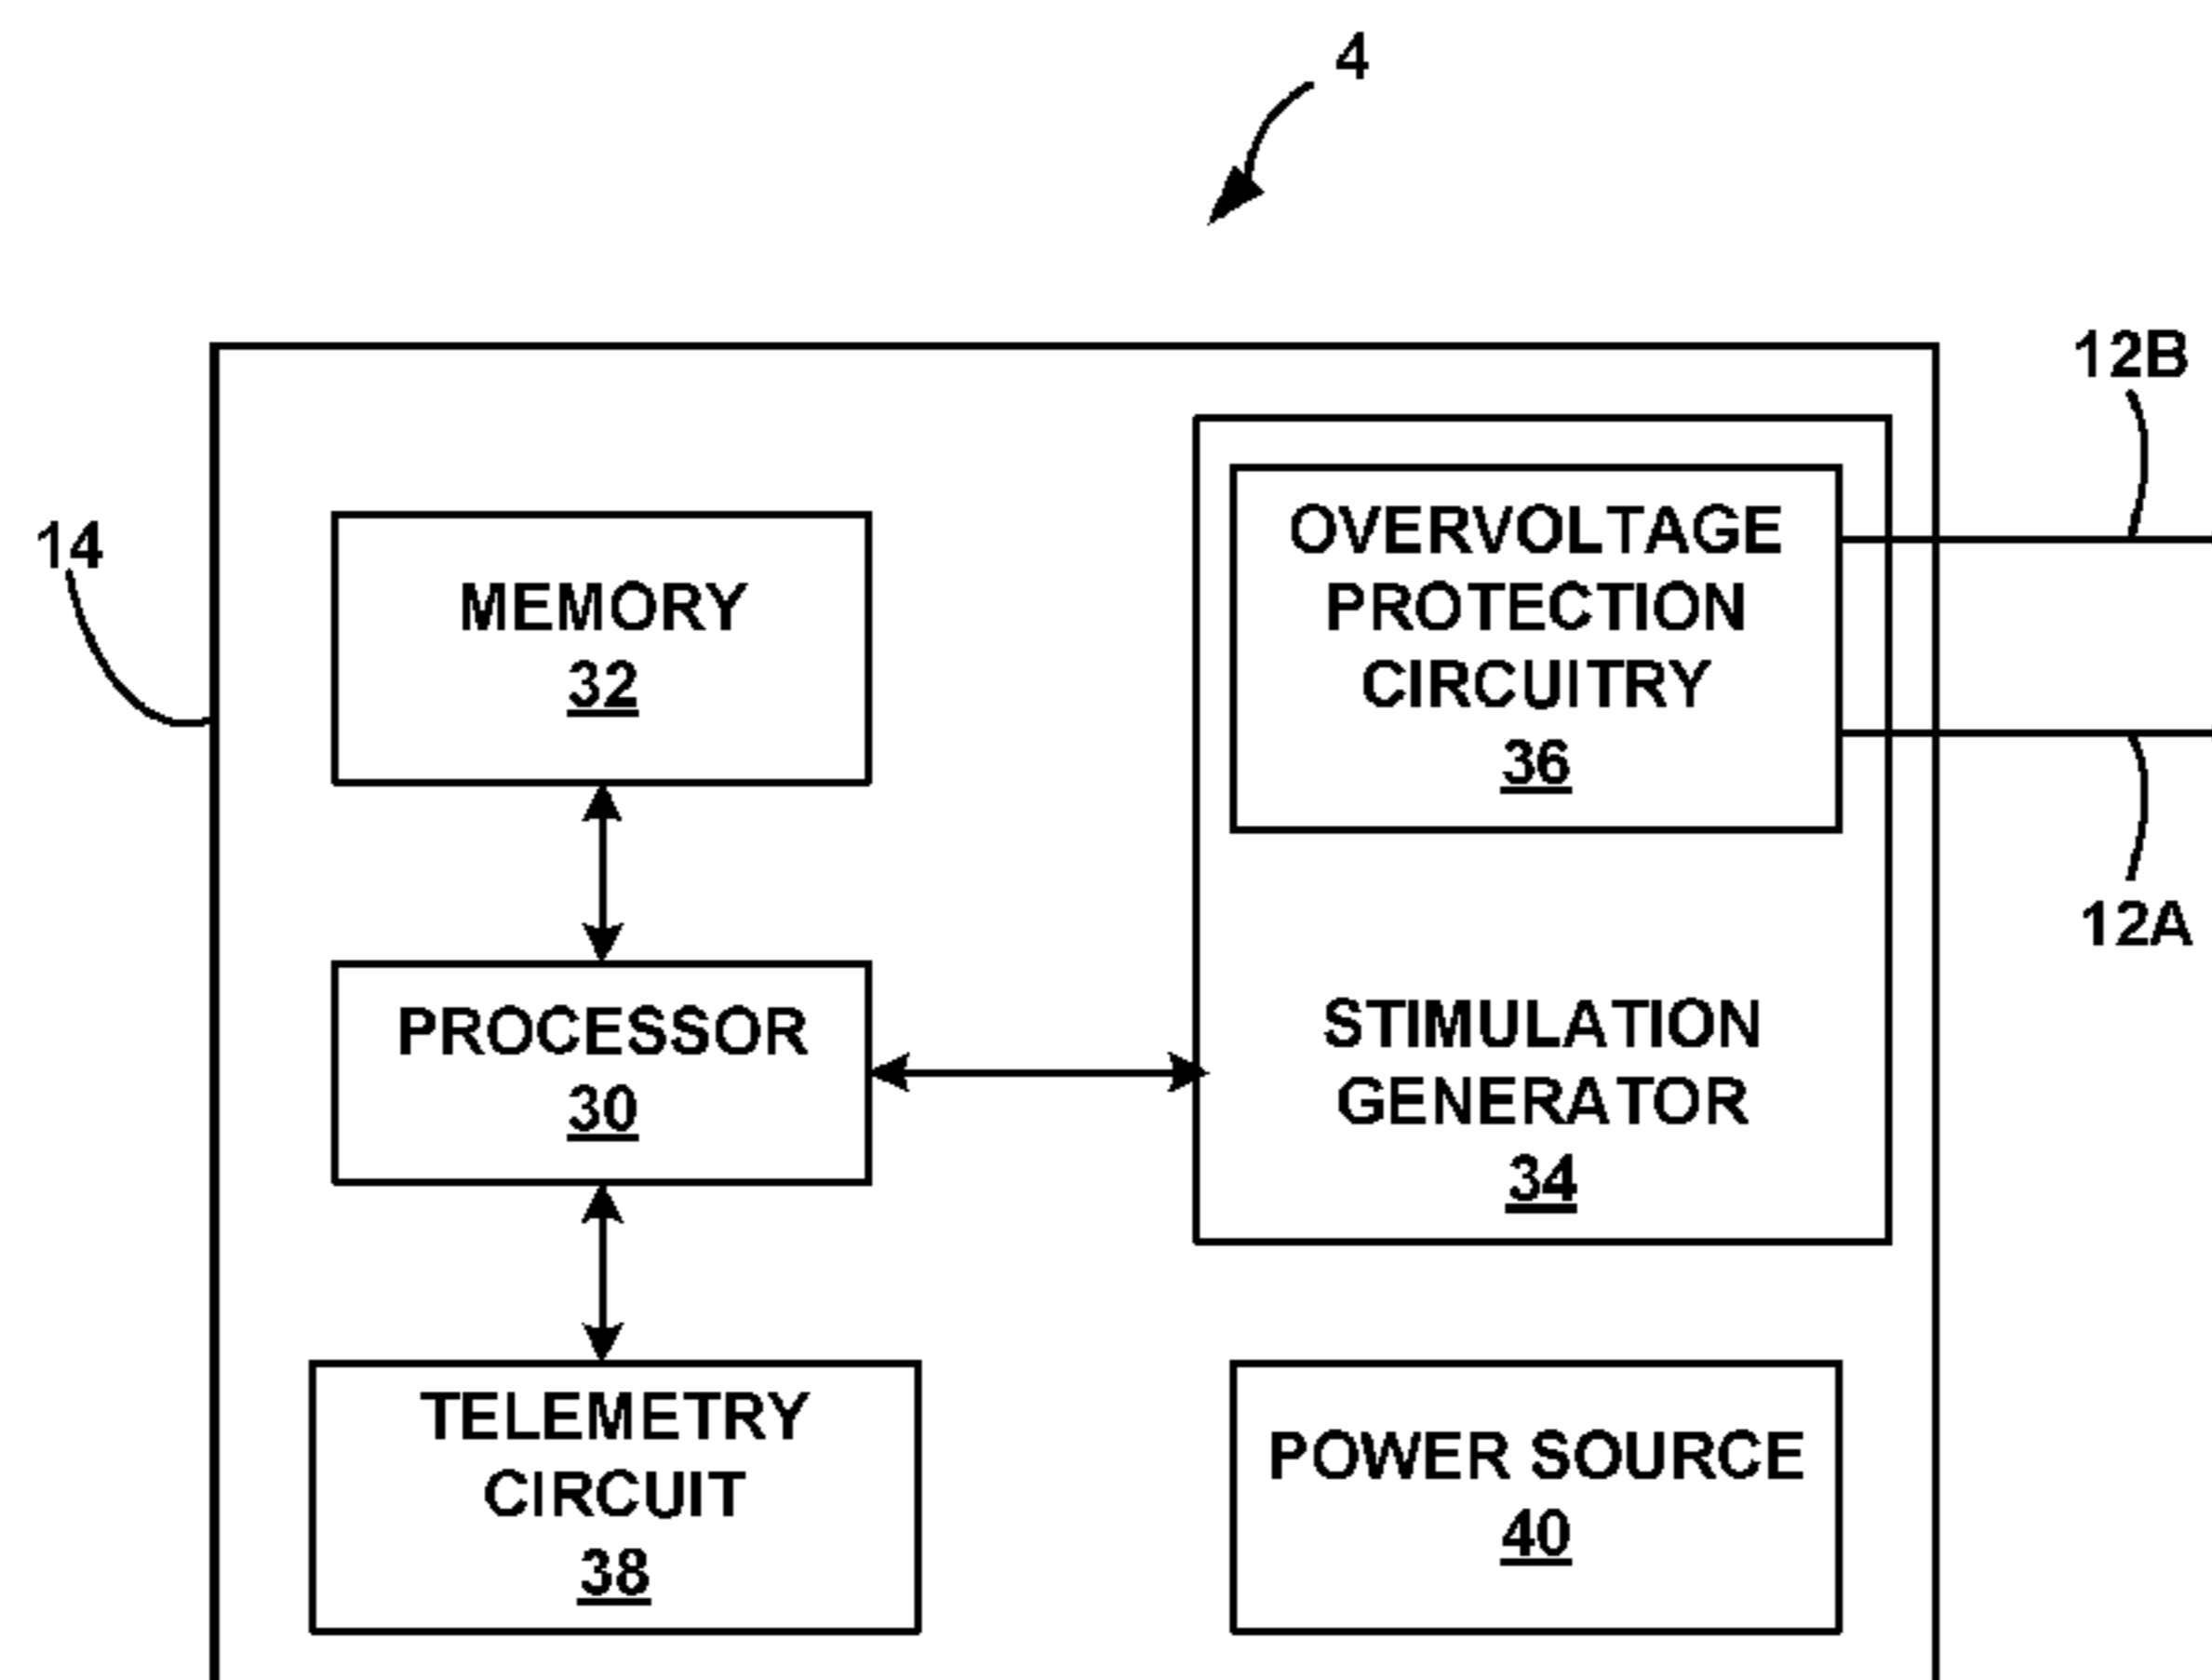 4
12B
14
OVERVOLTAGE
PROTECTION
CIRCUITRY
36
MEMORY
32
12A
PROCESSOR
30
STIMULATION
GENERATOR
34
TELEMETRY
CIRCUIT
38
POWER SOURCE
40